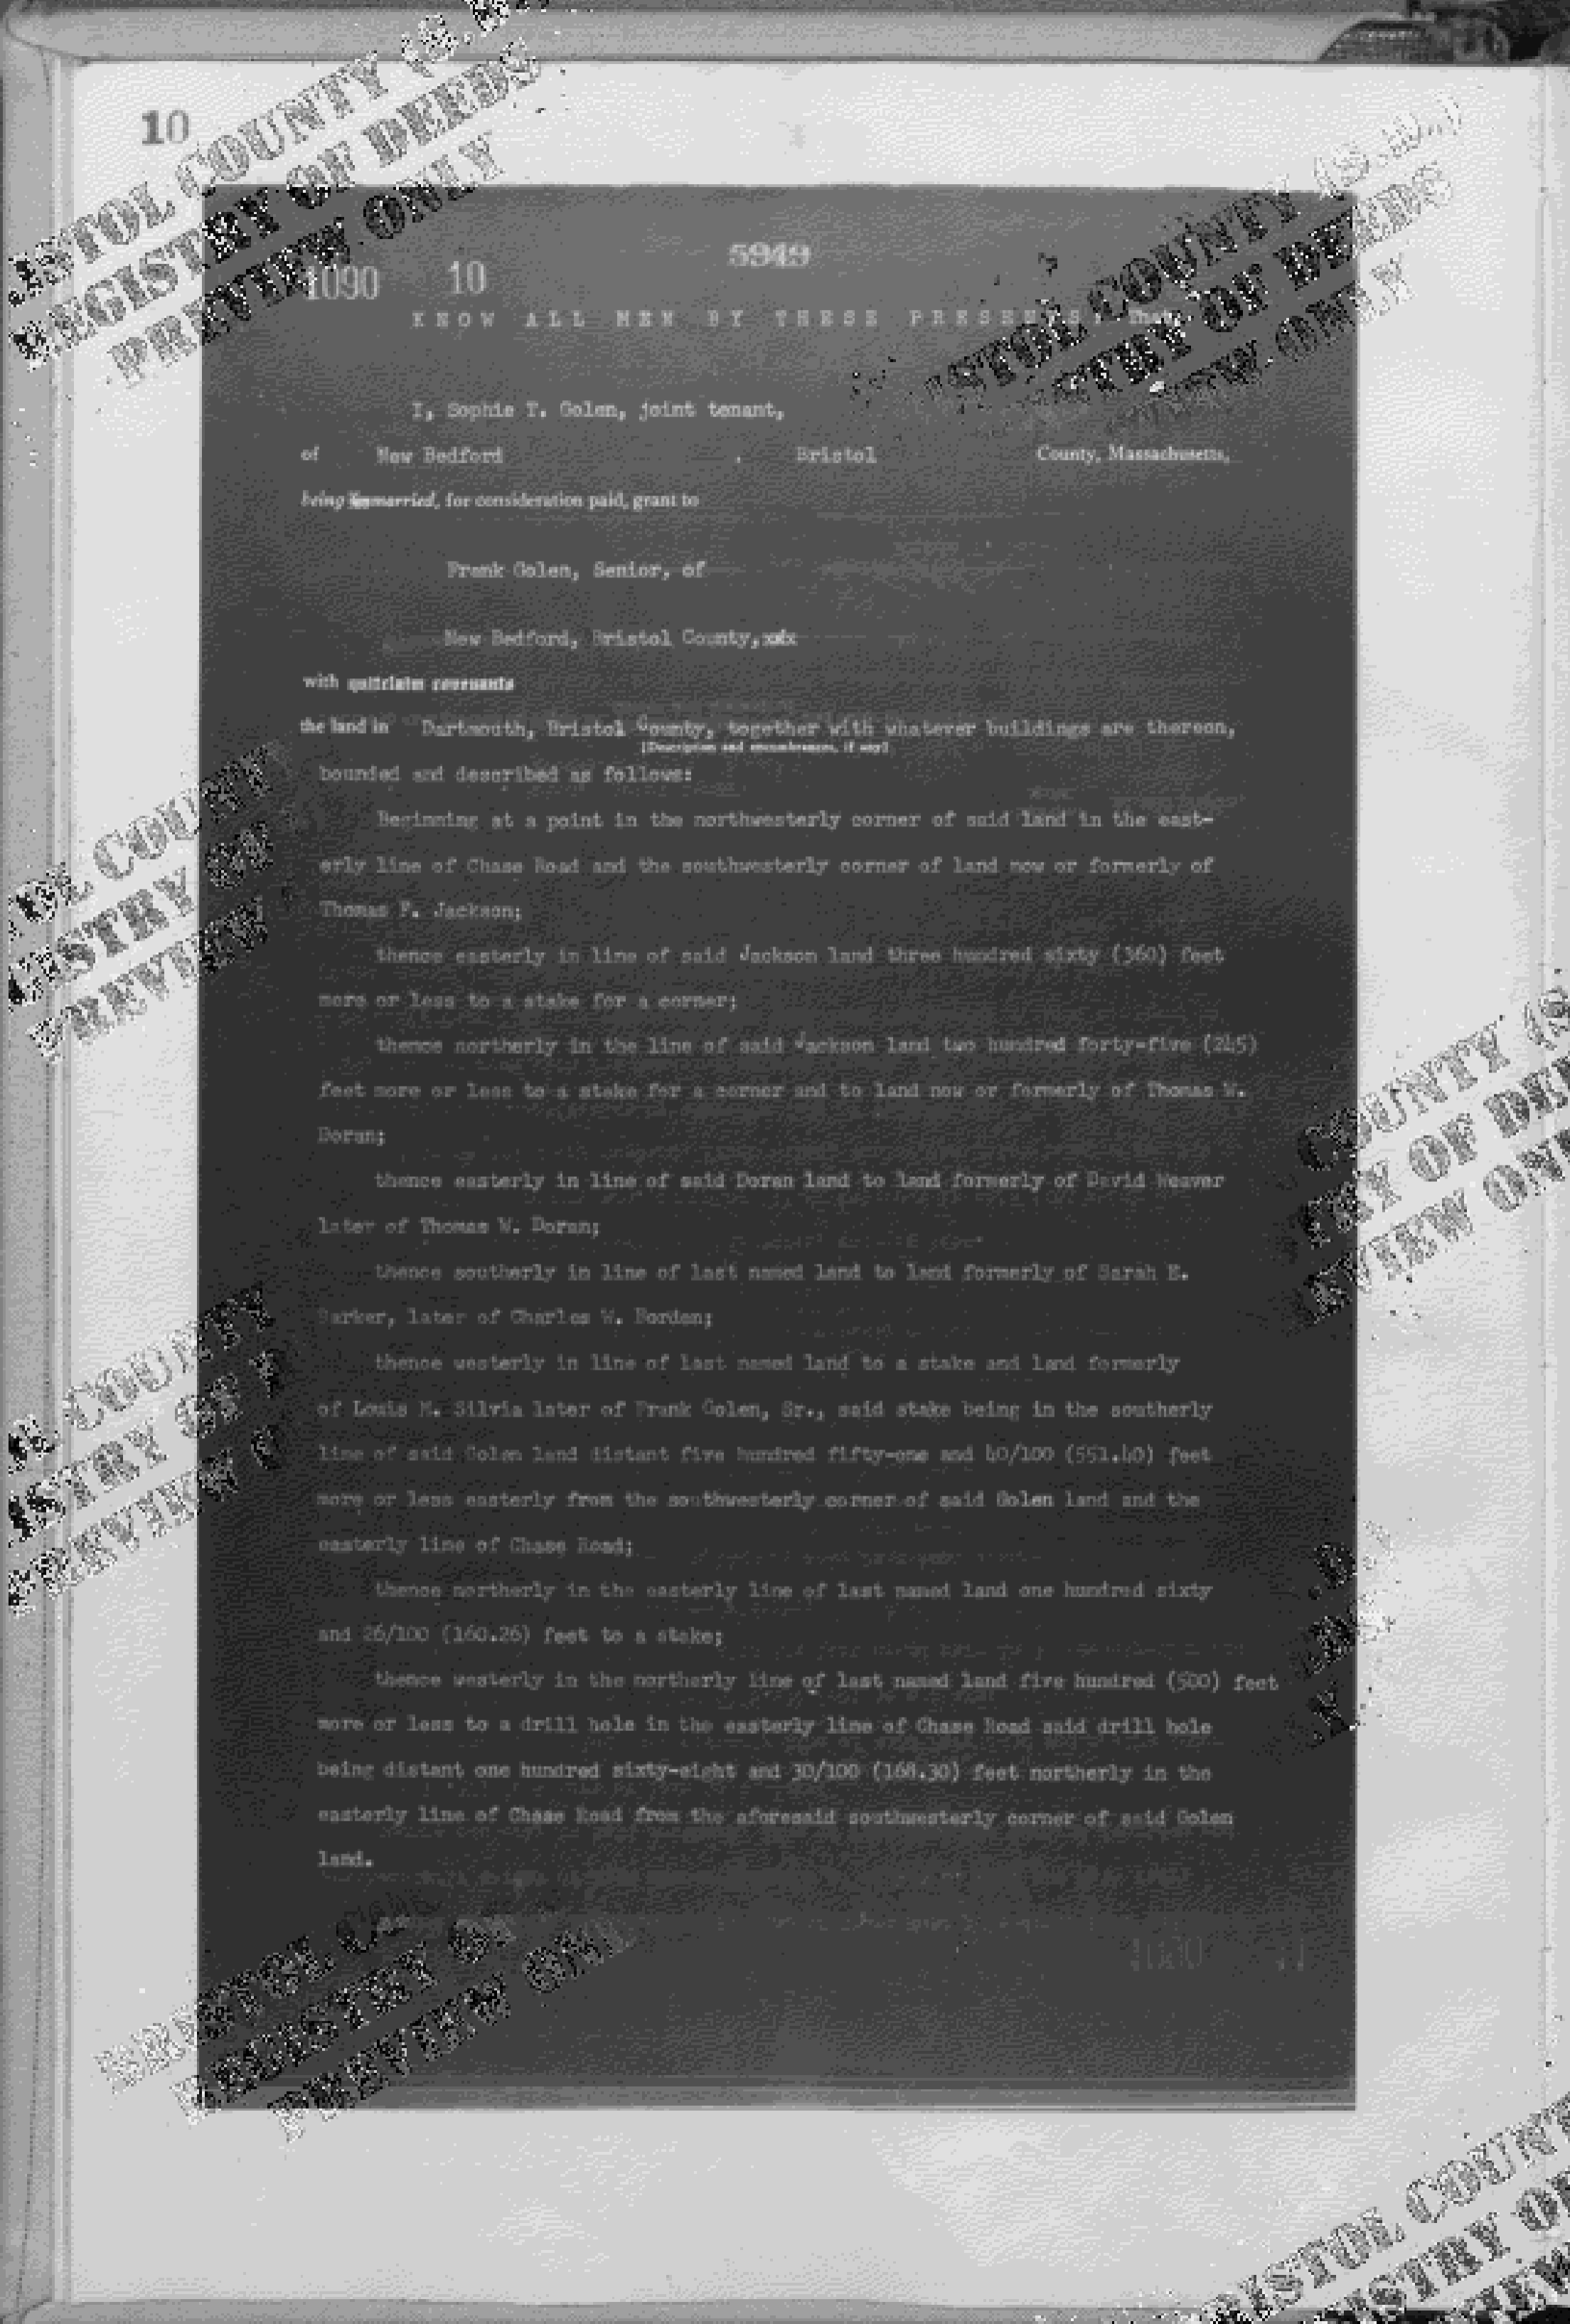 10
5949
1090 10
KNOW ALL MEN BY THESE PRESENTS: That
I, Sophie T. Golen, joint tenant,
of New Bedford , Bristol County, Massachusetts,
being married, for consideration paid, grant to
Frank Golen, Senior, of
New Bedford, Bristol County,
with quitclaim covenants
the land in Dartmouth, Bristol County, together with whatever buildings are thereon,
[Description and encumbrances, if any]
bounded and described as follows:
Beginning at a point in the northwesterly corner of said land in the east-
erly line of Chase Road and the southwesterly corner of land now or formerly of
Thomas F. Jackson;
thence easterly in line of said Jackson land three hundred sixty (360) feet
more or less to a stake for a corner;
thence northerly in the line of said Jackson land two hundred forty-five (245)
feet more or less to a stake for a corner and to land now or formerly of Thomas W.
Doran;
thence easterly in line of said Doran land to land formerly of David Weaver
later of Thomas W. Doran;
thence southerly in line of last named land to land formerly of Sarah E.
Barker, later of Charles W. Borden;
thence westerly in line of last named land to a stake and land formerly
of Louis M. Silvia later of Frank Golen, Sr., said stake being in the southerly
line of said Golen land distant five hundred fifty-one and 40/100 (551.40) feet
more or less easterly from the southwesterly corner of said Golen land and the
easterly line of Chase Road;
thence northerly in the easterly line of last named land one hundred sixty
and 26/100 (160.26) feet to a stake;
thence westerly in the northerly line of last named land five hundred (500) feet
more or less to a drill hole in the easterly line of Chase Road said drill hole
being distant one hundred sixty-eight and 30/100 (168.30) feet northerly in the
easterly line of Chase Road from the aforesaid southwesterly corner of said Golen
land.
BRISTOL COUNTY (S.D.)
REGISTRY OF DEEDS
PREVIEW ONLY